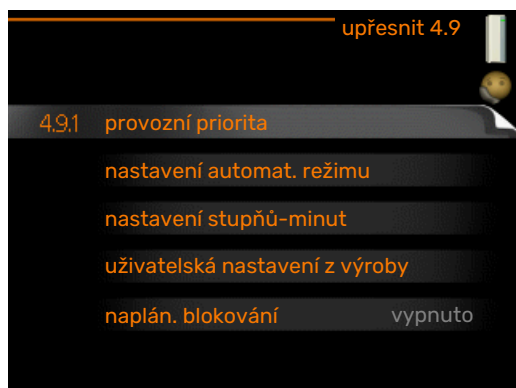 upřesnit 4.9
4.9.1 provozní priorita
nastavení automat. režimu
nastavení stupňů-minut
uživatelská nastavení z výroby
naplán. blokování vypnuto